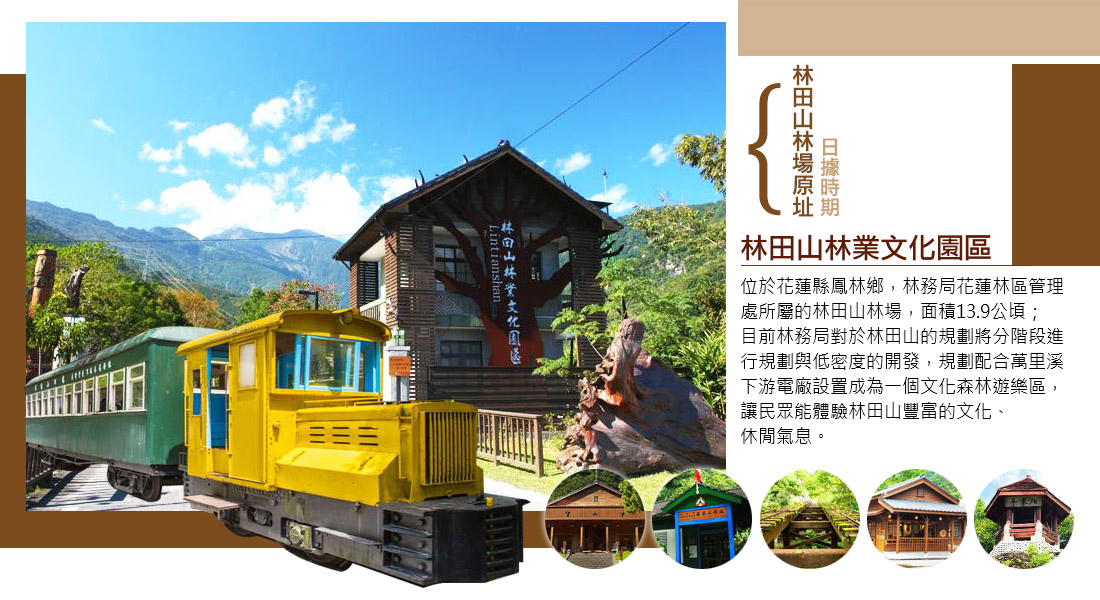 林田山林場原址
日據時期
林田山林業文化園區
位於花蓮縣鳳林鄉，林務局花蓮林區管理
處所屬的林田山林場，面積13.9公頃；
目前林務局對於林田山的規劃將分階段進
行規劃與低密度的開發，規劃配合萬里溪
下游電廠設置成為一個文化森林遊樂區，
讓民眾能體驗林田山豐富的文化、
休閒氣息。
林田山林業文化園區
Lintianshan